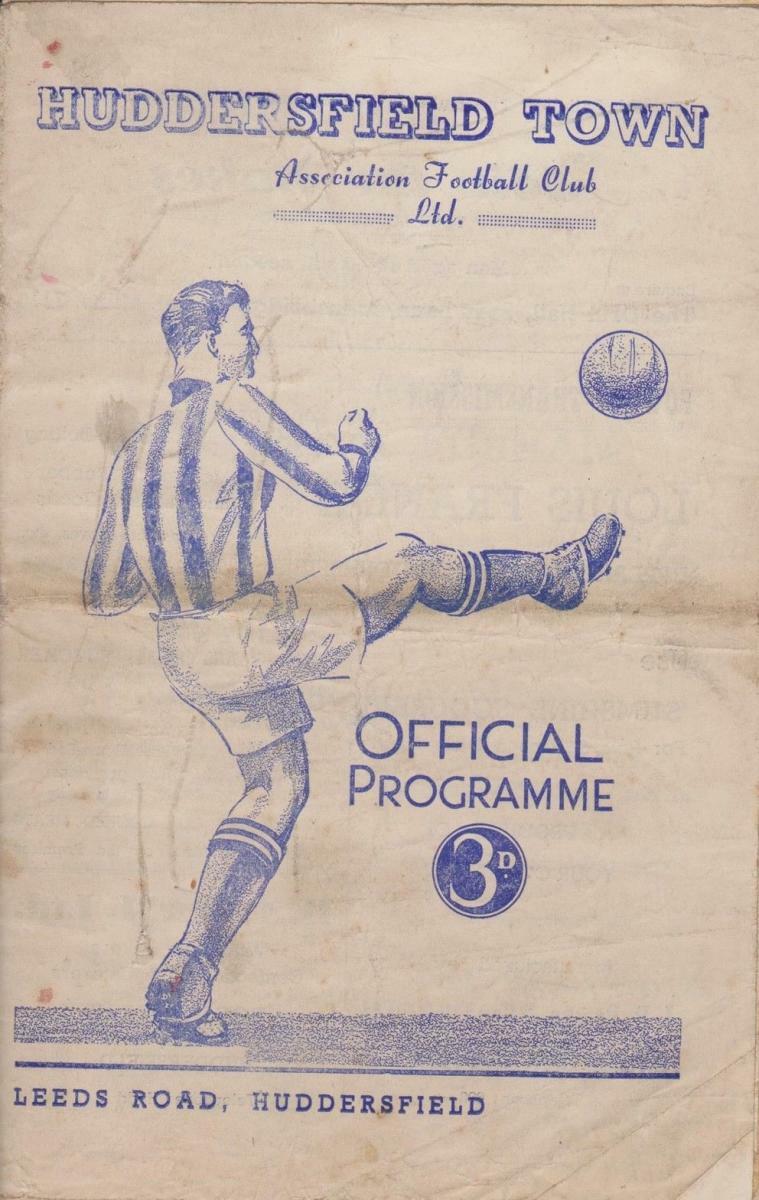 HUDDERSFIELD TOWN
Association Football Club
Ltd.
OFFICIAL
PROGRAMME
3D.
LEEDS ROAD, HUDDERSFIELD